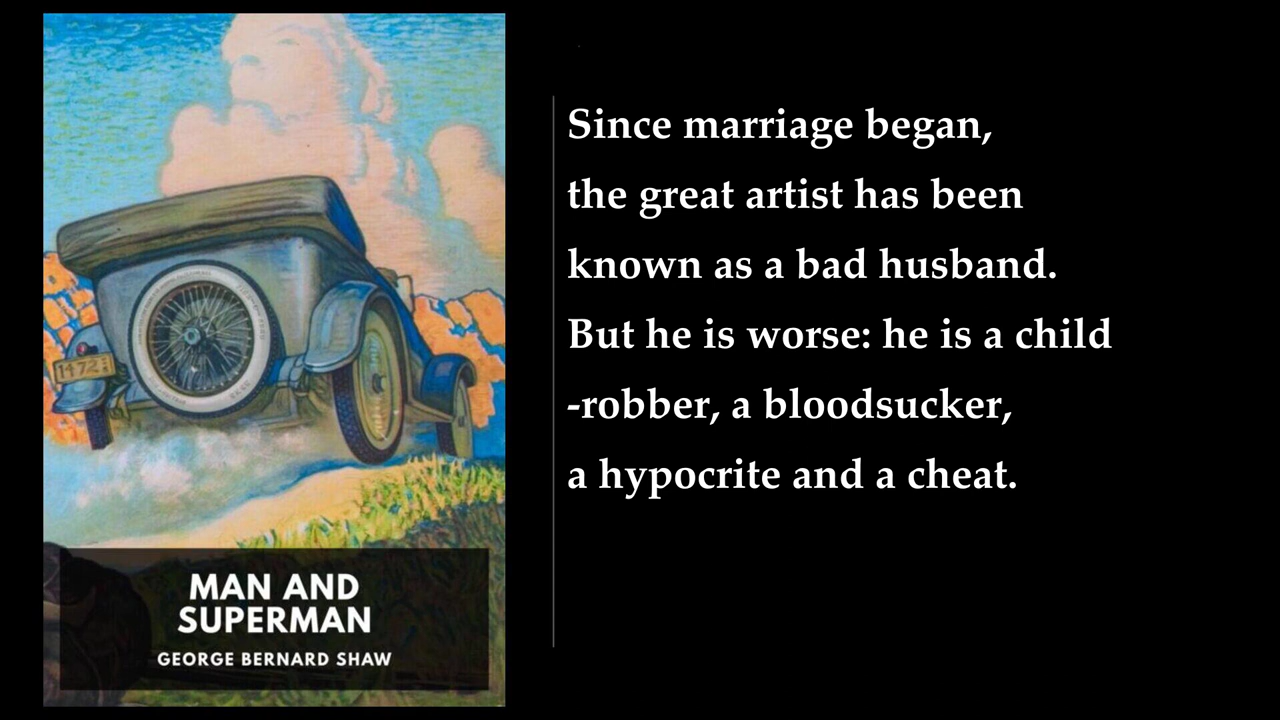 Since marriage began,
the great artist has been
known as a bad husband.
But he is worse: he is a child
-robber, a bloodsucker,
a hypocrite and a cheat.
1472
MAN AND
SUPERMAN
GEORGE BERNARD SHAW